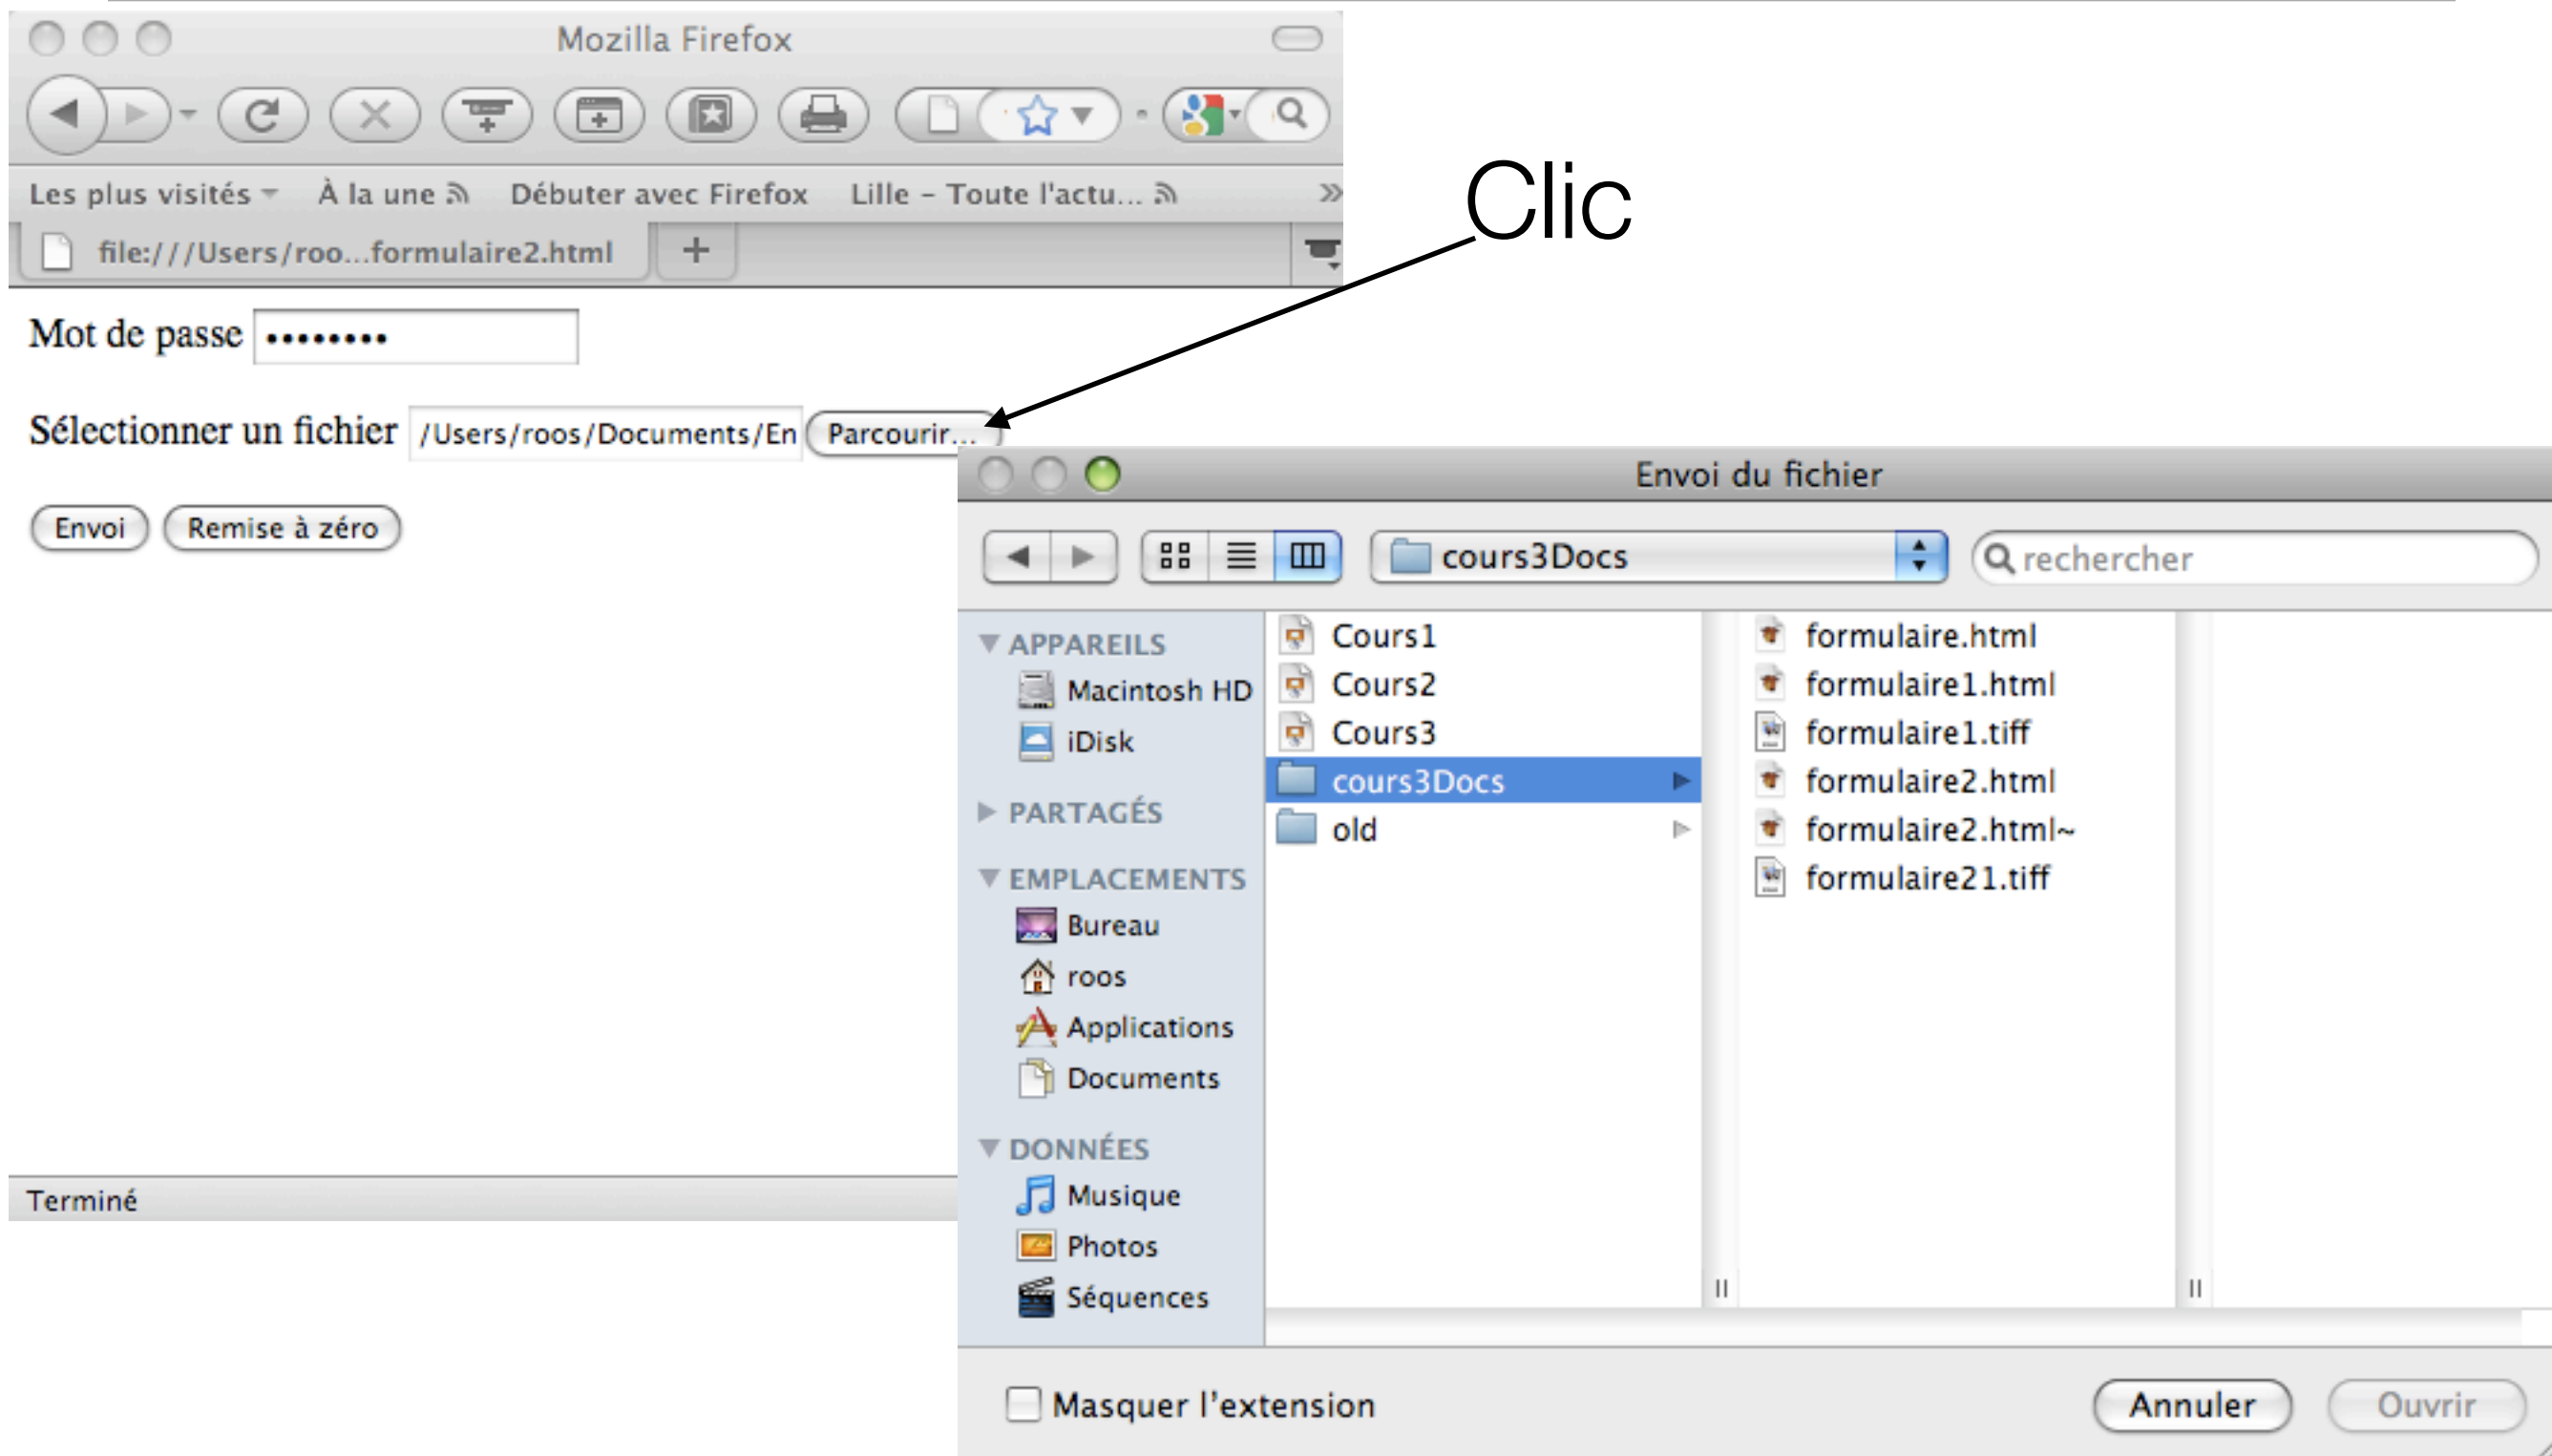 Mozilla Firefox
Les plus visités À la une Débuter avec Firefox Lille – Toute l'actu... »
file:///Users/roo...formulaire2.html +
Clic
Mot de passe ••••••••
Sélectionner un fichier /Users/roos/Documents/En Parcourir...
Envoi Remise à zéro
Terminé
Envoi du fichier
cours3Docs rechercher
APPAREILS
Macintosh HD
iDisk
PARTAGÉS
EMPLACEMENTS
Bureau
roos
Applications
Documents
DONNÉES
Musique
Photos
Séquences
Cours1
Cours2
Cours3
cours3Docs
old
formulaire.html
formulaire1.html
formulaire1.tiff
formulaire2.html
formulaire2.html~
formulaire21.tiff
Masquer l'extension
Annuler Ouvrir